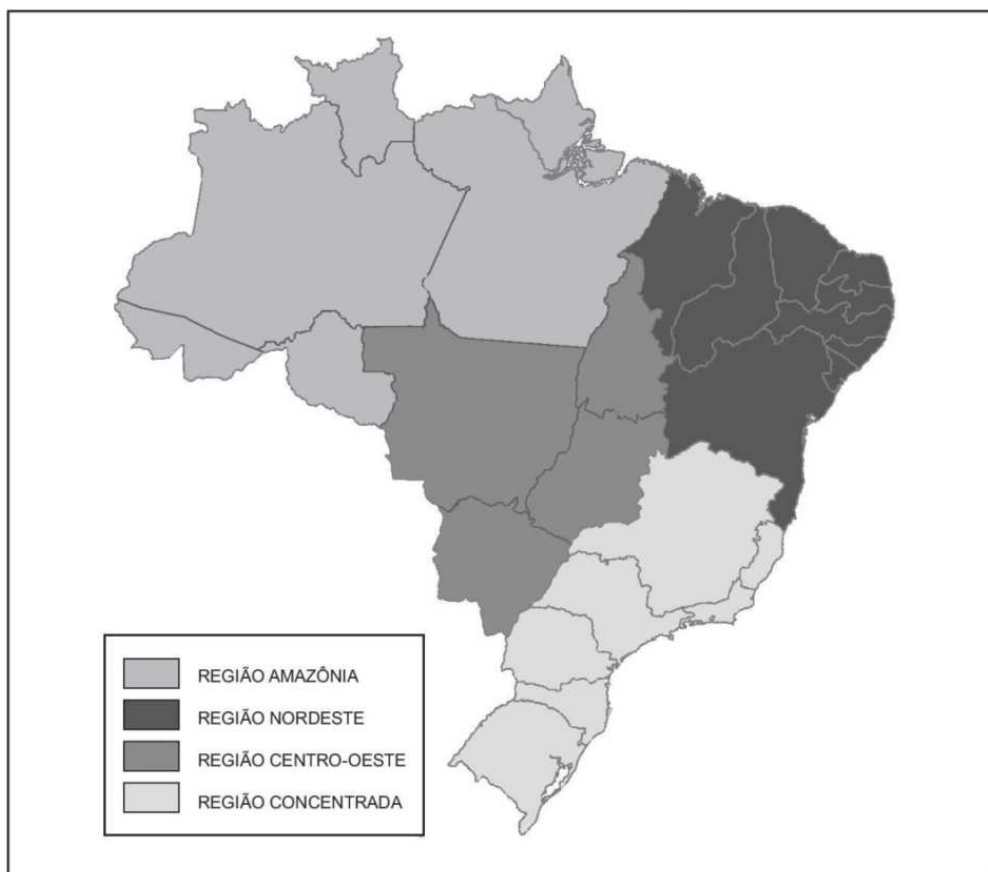 REGIÃO AMAZÔNIA
REGIÃO NORDESTE
REGIÃO CENTRO-OESTE
REGIÃO CONCENTRADA